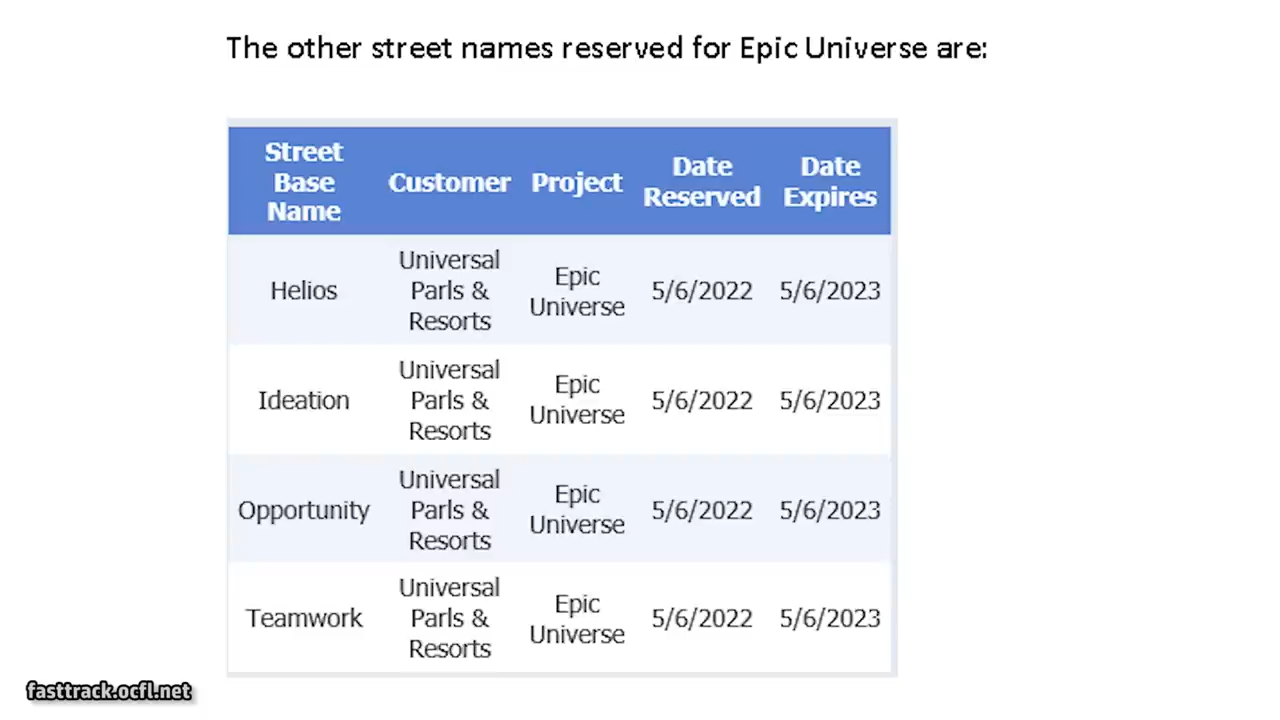 The other street names reserved for Epic Universe are:
Street Base Name Customer Project Date Reserved Date Expires
Helios Universal Parls & Resorts Epic Universe 5/6/2022 5/6/2023
Ideation Universal Parls & Resorts Epic Universe 5/6/2022 5/6/2023
Opportunity Universal Parls & Resorts Epic Universe 5/6/2022 5/6/2023
Teamwork Universal Parls & Resorts Epic Universe 5/6/2022 5/6/2023
fasttrack.ocfl.net